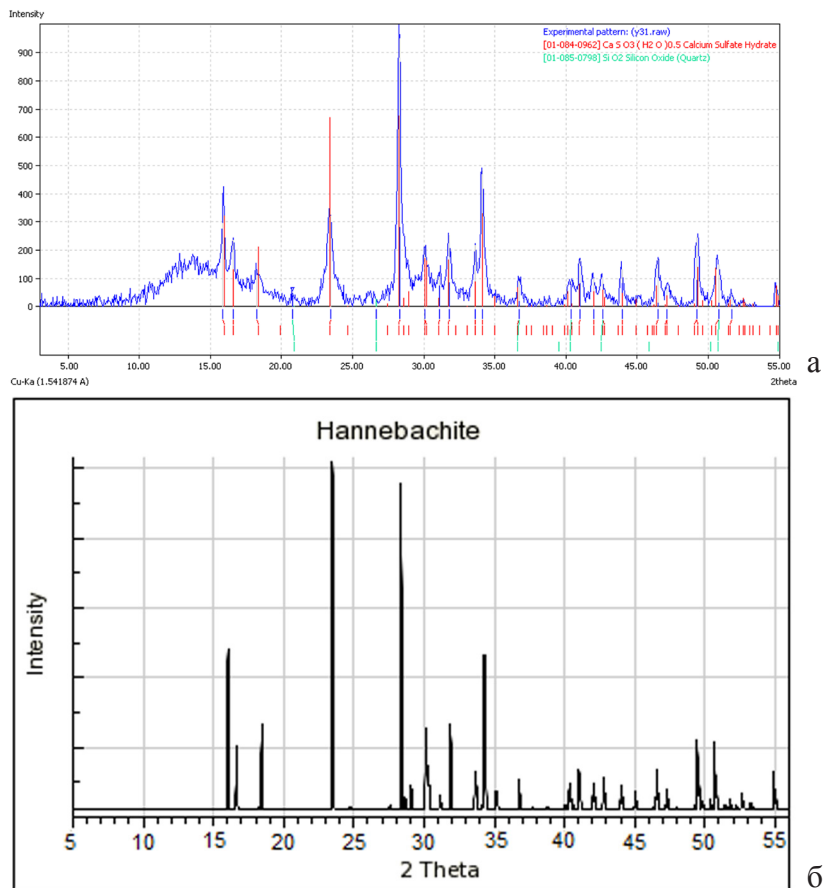 Intensity
Experimental pattern: (y31.raw)
[01-084-0962] Ca S O3 ( H2 O )0.5 Calcium Sulfate Hydrate
[01-085-0798] Si O2 Silicon Oxide (Quartz)
900
800
700
600
500
400
300
200
100
0
5.00 10.00 15.00 20.00 25.00 30.00 35.00 40.00 45.00 50.00 55.00
Cu-Ka (1.541874 A) 2theta
а
Hannebachite
Intensity
5 10 15 20 25 30 35 40 45 50 55
2 Theta
б